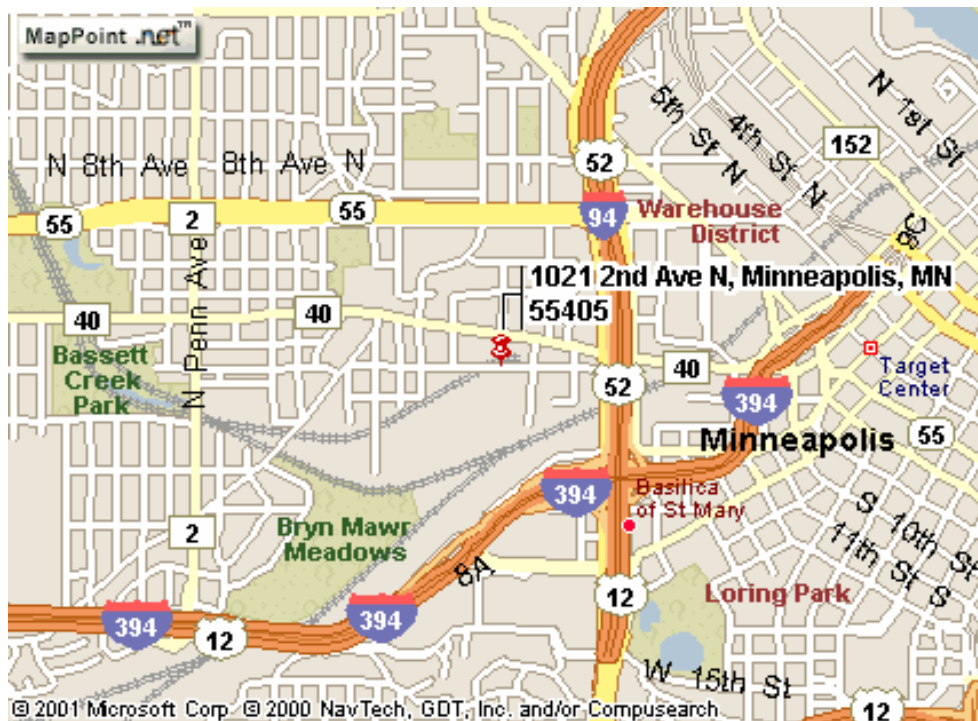 MapPoint .net™
N 1st St
5th St N
4th St N
152
N 8th Ave
8th Ave N
52
55
2
55
94
Warehouse
District
8C
1021 2nd Ave N, Minneapolis, MN
55405
N Penn Ave
40
40
Bassett
Creek
Park
Target
Center
52
40
394
Minneapolis
55
394
Basilica
of St Mary
S 10th St
11th St S
2
Bryn Mawr
Meadows
8A
12
Loring Park
394
394
12
W 15th St
12
© 2001 Microsoft Corp © 2000 NavTech, GDT, Inc. and/or Compusearch